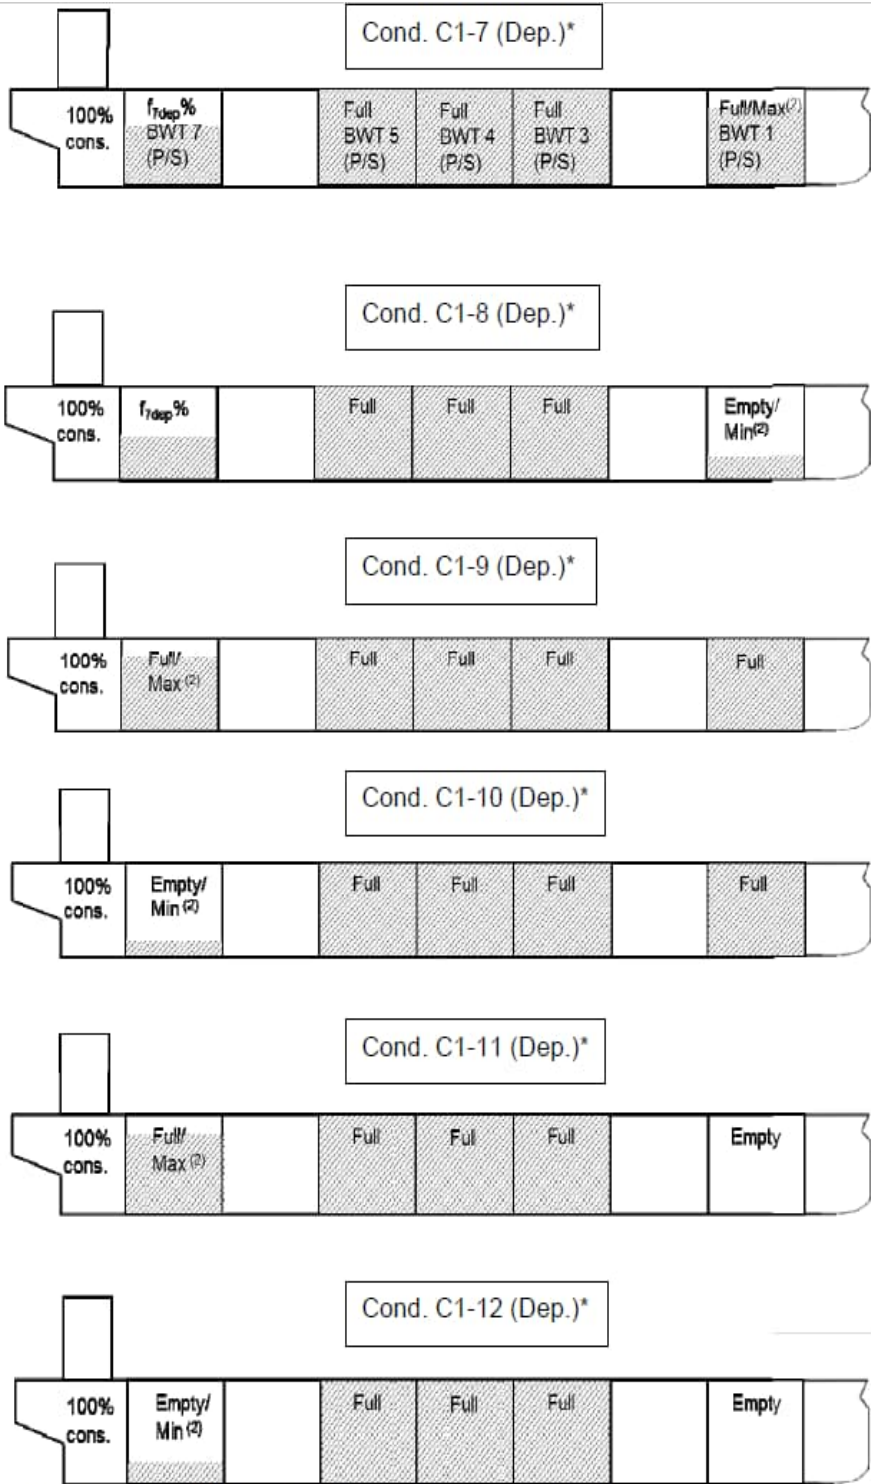 Cond. C1-7 (Dep.)*
100%
cons.
f7dep%
BWT 7
(P/S)
Full
BWT 5
(P/S)
Full
BWT 4
(P/S)
Full
BWT 3
(P/S)
Full/Max(2)
BWT 1
(P/S)
Cond. C1-8 (Dep.)*
100%
cons.
f7dep%
Full
Full
Full
Empty/
Min(2)
Cond. C1-9 (Dep.)*
100%
cons.
Full/
Max (2)
Full
Full
Full
Full
Cond. C1-10 (Dep.)*
100%
cons.
Empty/
Min (2)
Full
Full
Full
Full
Cond. C1-11 (Dep.)*
100%
cons.
Full/
Max (2)
Full
Full
Full
Empty
Cond. C1-12 (Dep.)*
100%
cons.
Empty/
Min (2)
Full
Full
Full
Empty